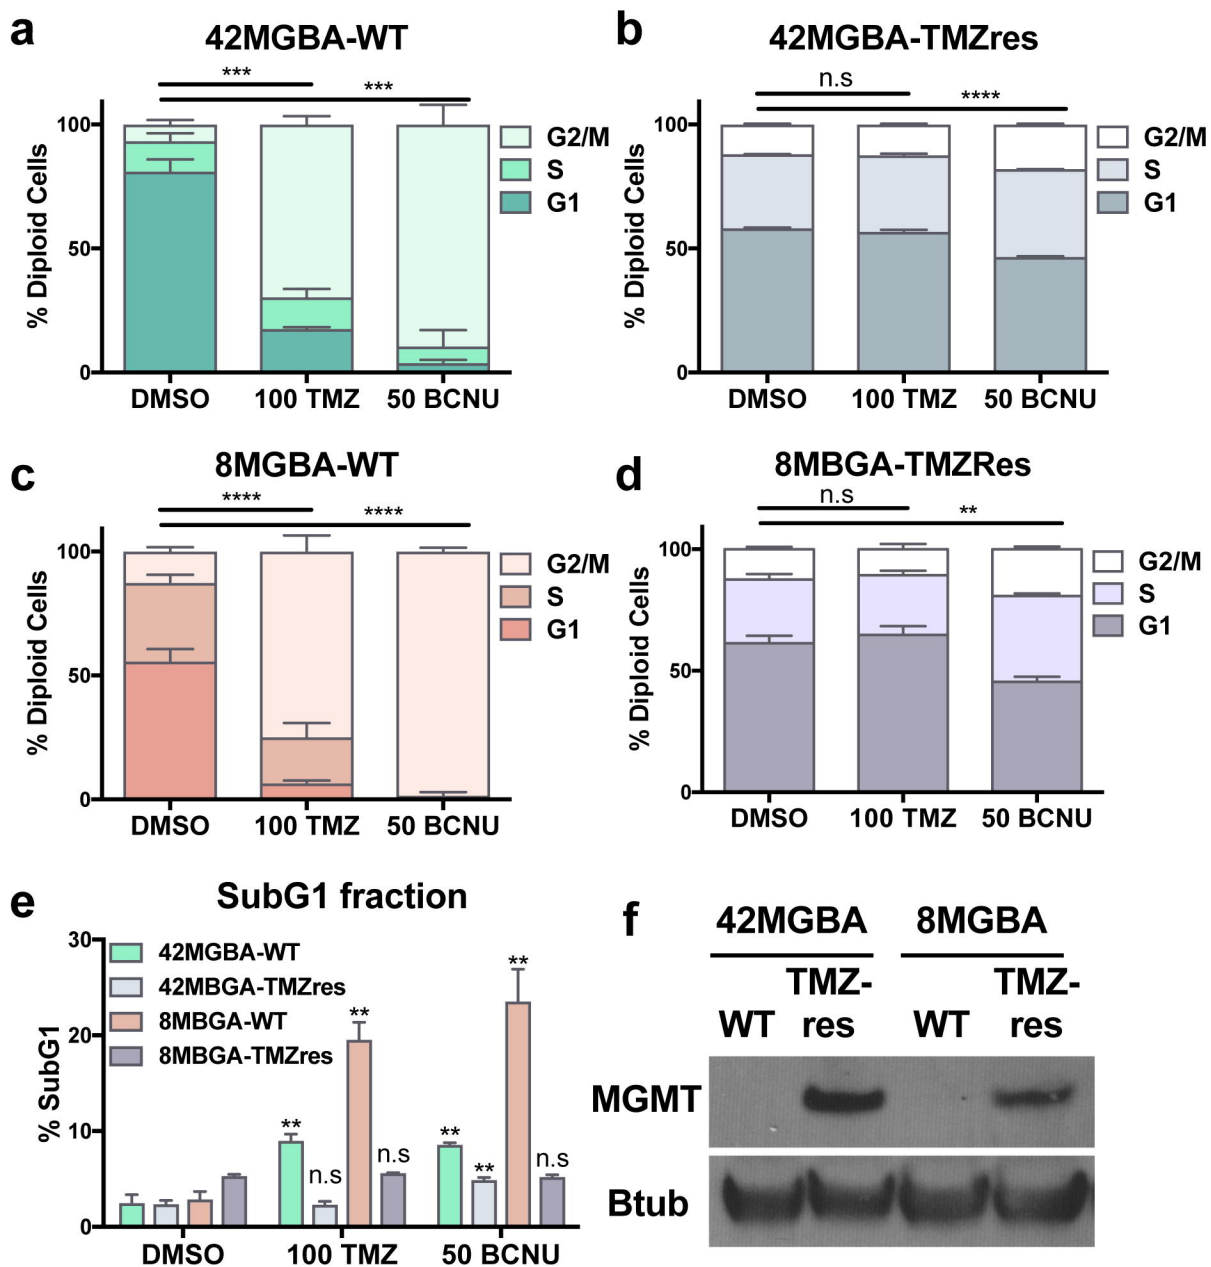 a
42MGBA-WT
***
***
% Diploid Cells
100
50
0
DMSO
100 TMZ
50 BCNU
G2/M
S
G1
b
42MGBA-TMZres
n.s
****
% Diploid Cells
100
50
0
DMSO
100 TMZ
50 BCNU
G2/M
S
G1
c
8MGBA-WT
****
****
% Diploid Cells
100
50
0
DMSO
100 TMZ
50 BCNU
G2/M
S
G1
d
8MBGA-TMZRes
n.s
**
% Diploid Cells
100
50
0
DMSO
100 TMZ
50 BCNU
G2/M
S
G1
e
SubG1 fraction
% SubG1
30
20
10
0
42MGBA-WT
42MBGA-TMZres
8MBGA-WT
8MBGA-TMZres
**
n.s
**
**
**
**
n.s
DMSO
100 TMZ
50 BCNU
f
42MGBA 8MGBA
WT TMZ-res WT TMZ-res
MGMT
Btub